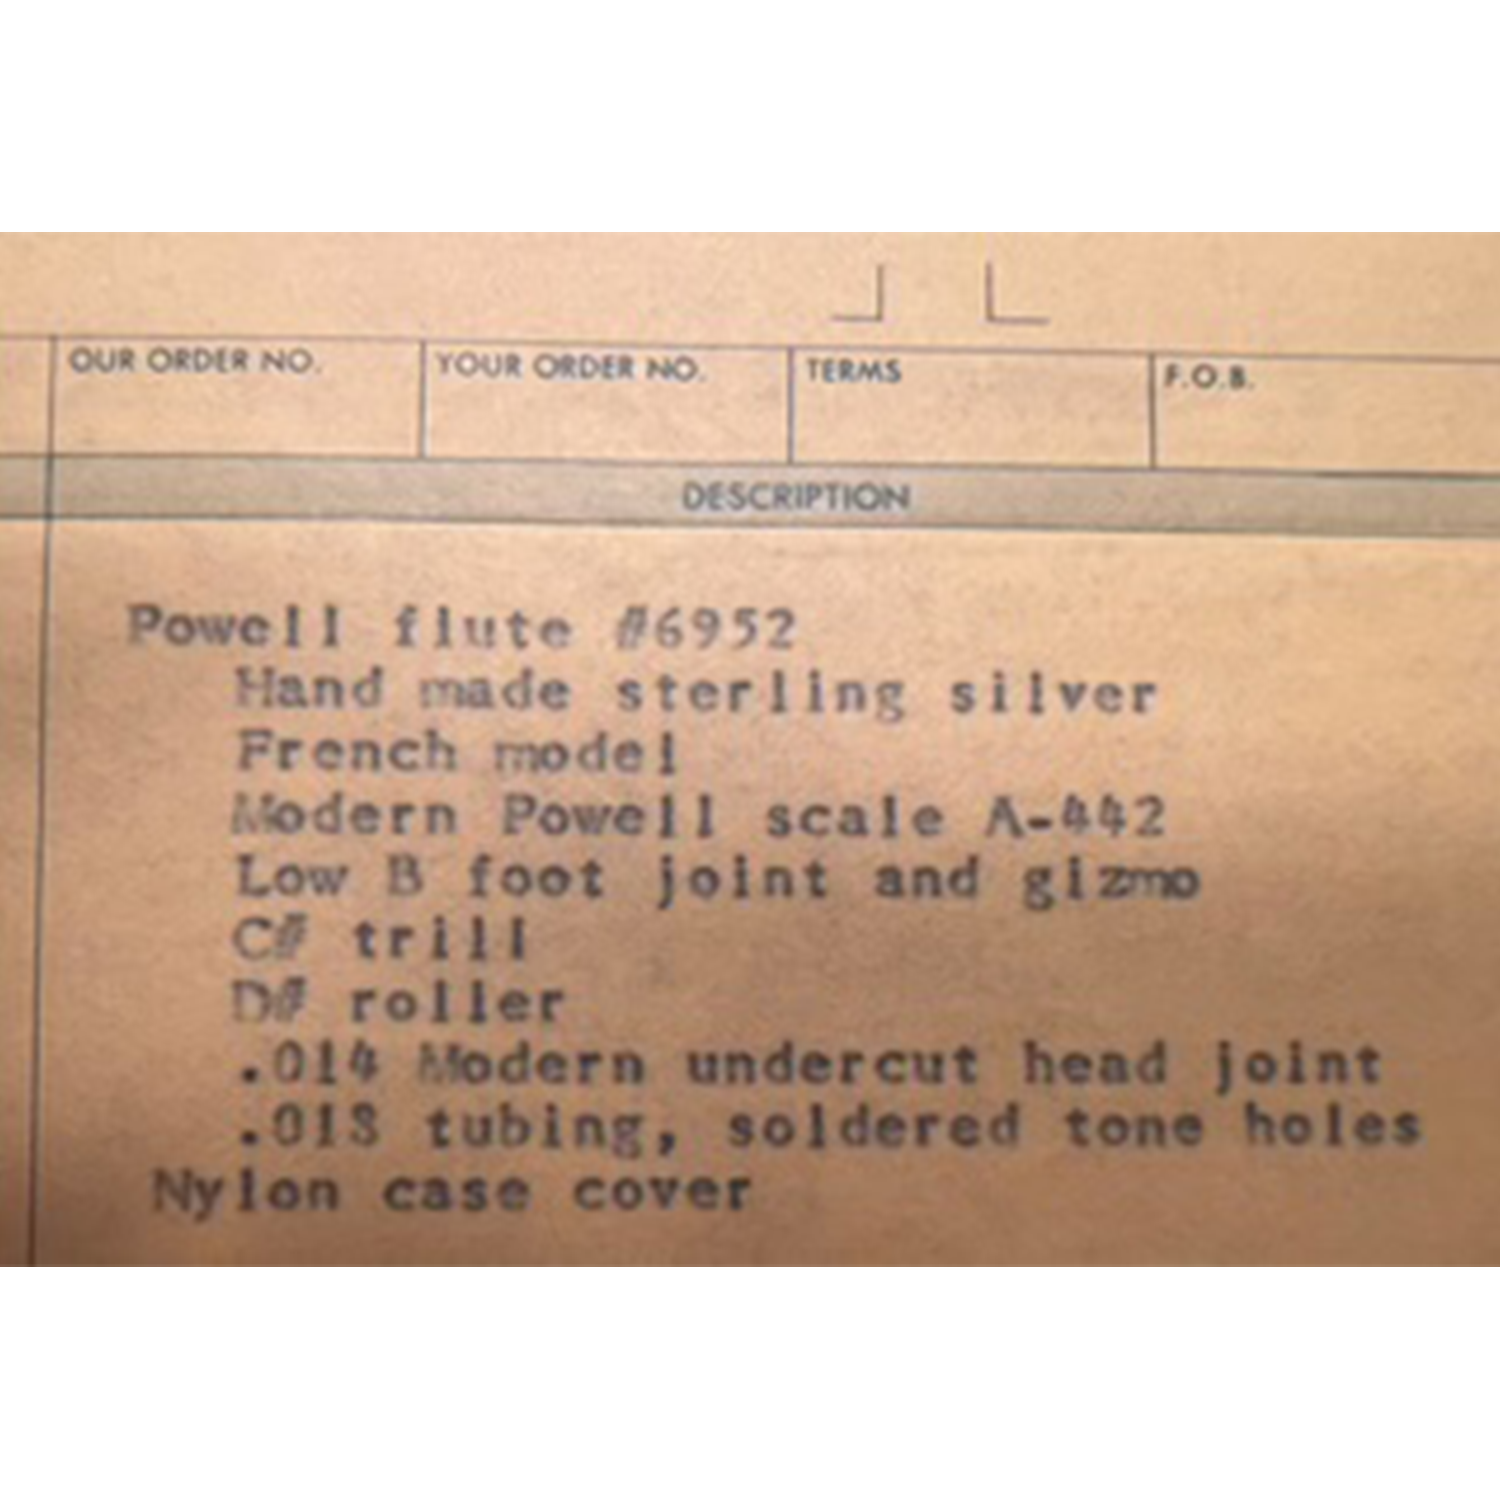 OUR ORDER NO. YOUR ORDER NO. TERMS F.O.B.
DESCRIPTION
Powell flute #6952
Hand made sterling silver
French model
Modern Powell scale A-442
Low B foot joint and gizmo
C# trill
D# roller
.014 Modern undercut head joint
.018 tubing, soldered tone holes
Nylon case cover